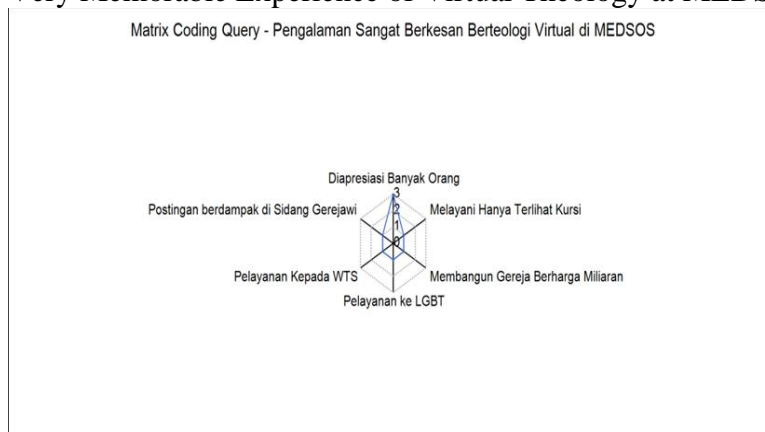 Very Memorable Experience of Virtual Theology at MEDS
Matrix Coding Query - Pengalaman Sangat Berkesan Berteologi Virtual di MEDSOS
Diapresiasi Banyak Orang
3
Postingan berdampak di Sidang Gerejawi
2
Melayani Hanya Terlihat Kursi
1
0
Pelayanan Kepada WTS
Membangun Gereja Berharga Miliaran
Pelayanan ke LGBT